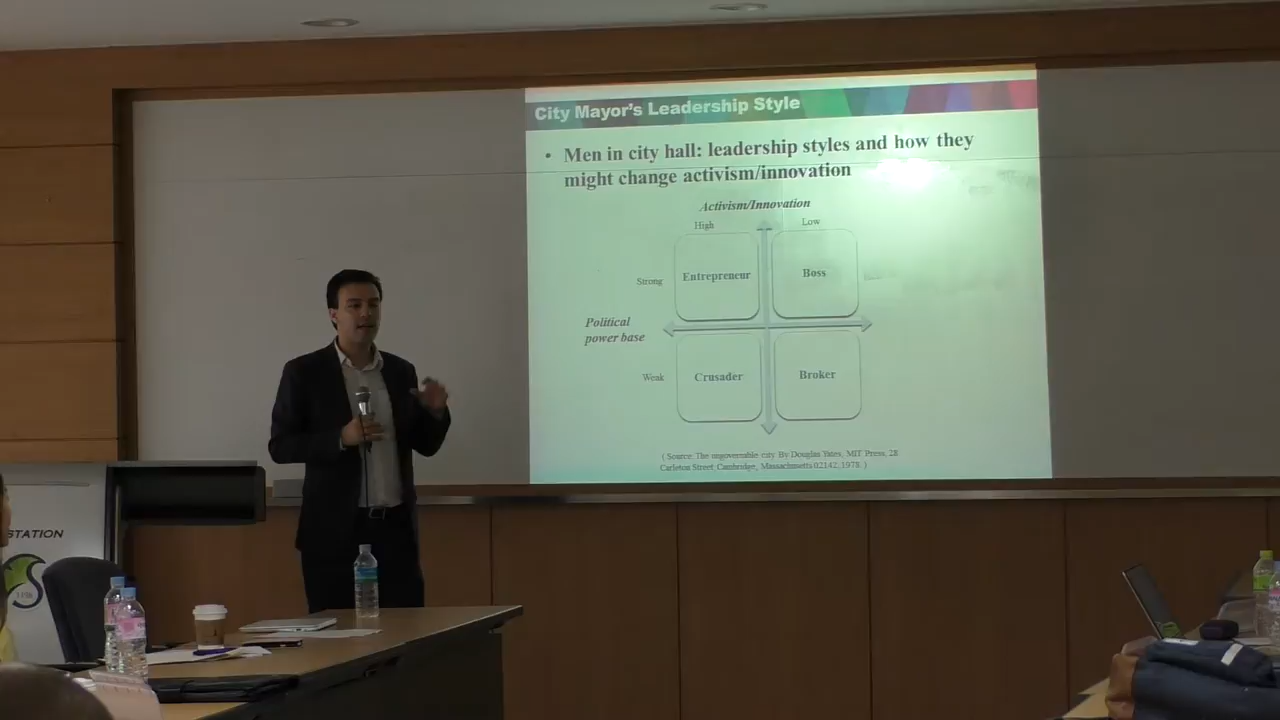 City Mayor's Leadership Style
• Men in city hall: leadership styles and how they
might change activism/innovation
Activism/Innovation
High
Low
Strong
Entrepreneur
Boss
Political
power base
Weak
Crusader
Broker
( Source: The ungovernable city. By Douglas Yates, MIT Press, 28
Carleton Street Cambridge, Massachusetts 02142, 1978. )
STATION